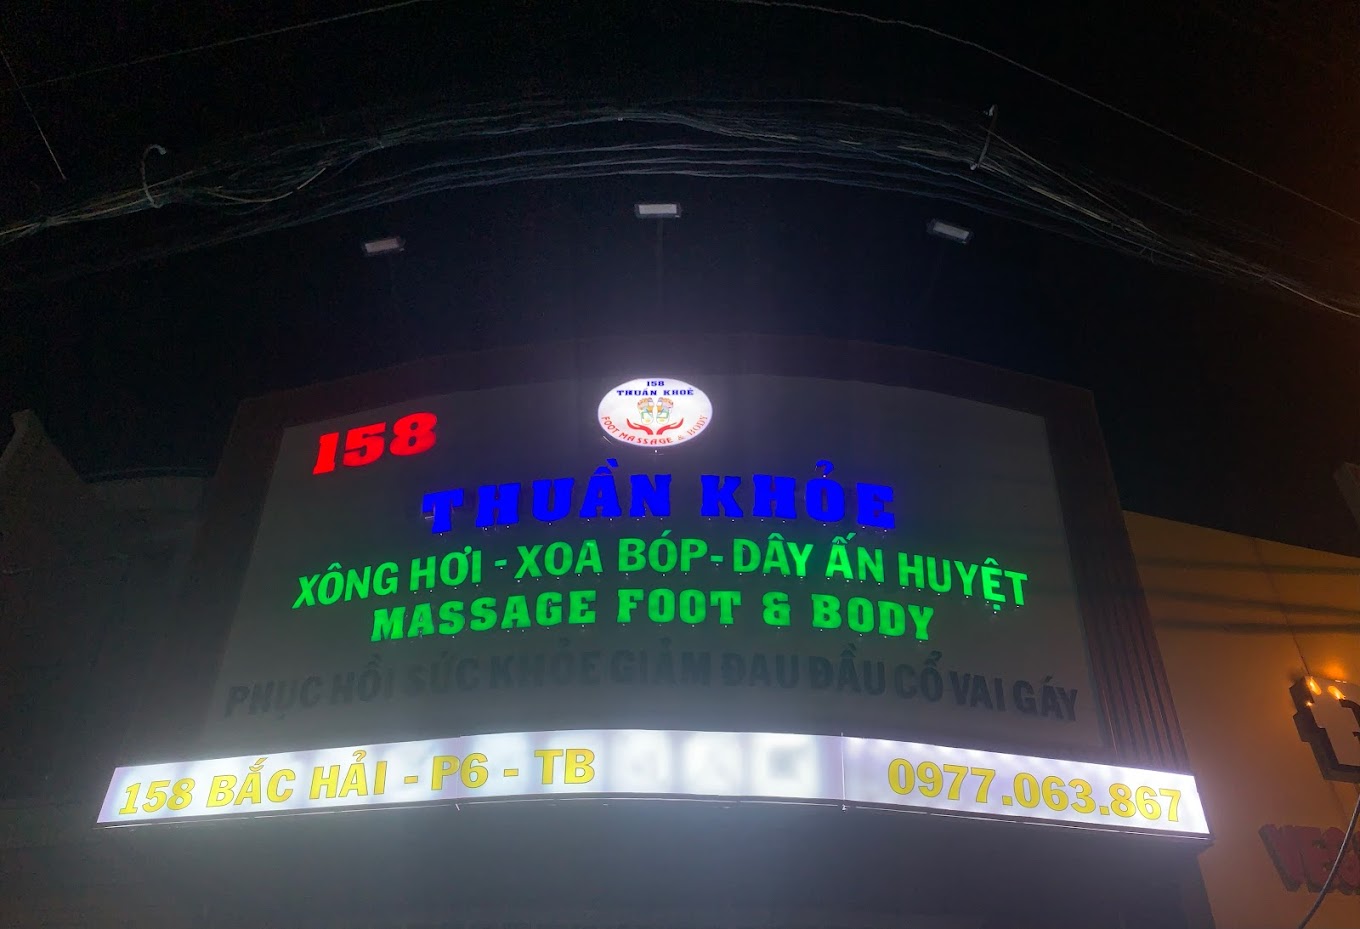 158
THUẦN KHỎE
FOOT MASSAGE & BODY
158
THUẦN KHỎE
XÔNG HƠI - XOA BÓP - DÂY ẤN HUYỆT
MASSAGE FOOT & BODY
PHỤC HỒI SỨC KHỎE GIẢM ĐAU ĐẦU CỔ VAI GÁY
158 BẮC HẢI - P6 - TB
0977.063.867